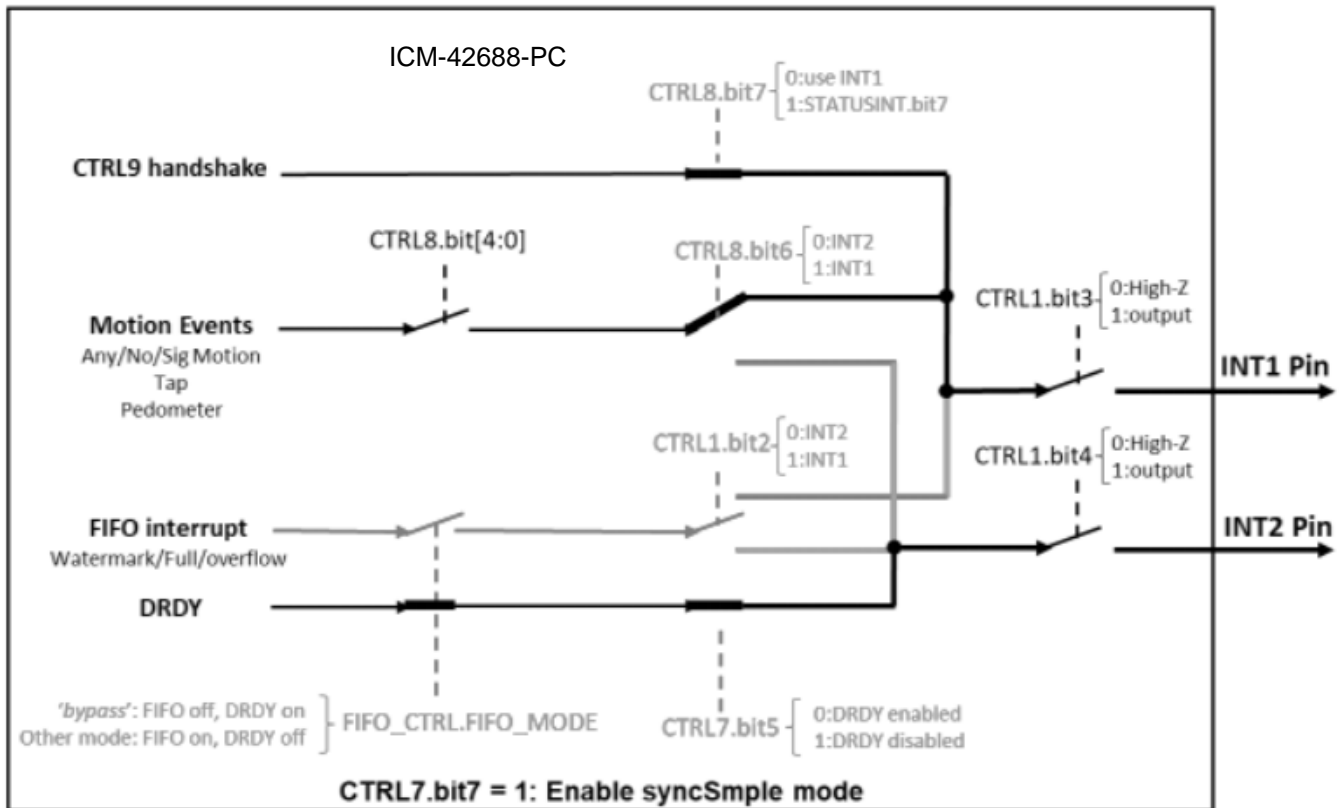 ICM-42688-PC
CTRL8.bit7
0:use INT1
1:STATUSINT.bit7
CTRL9 handshake
CTRL8.bit[4:0]
CTRL8.bit6
0:INT2
1:INT1
Motion Events
Any/No/Sig Motion
Tap
Pedometer
CTRL1.bit3
0:High-Z
1:output
INT1 Pin
CTRL1.bit2
0:INT2
1:INT1
CTRL1.bit4
0:High-Z
1:output
INT2 Pin
FIFO interrupt
Watermark/Full/overflow
DRDY
'bypass': FIFO off, DRDY on
Other mode: FIFO on, DRDY off
FIFO_CTRL.FIFO_MODE
CTRL7.bit5
0:DRDY enabled
1:DRDY disabled
CTRL7.bit7 = 1: Enable syncSmple mode